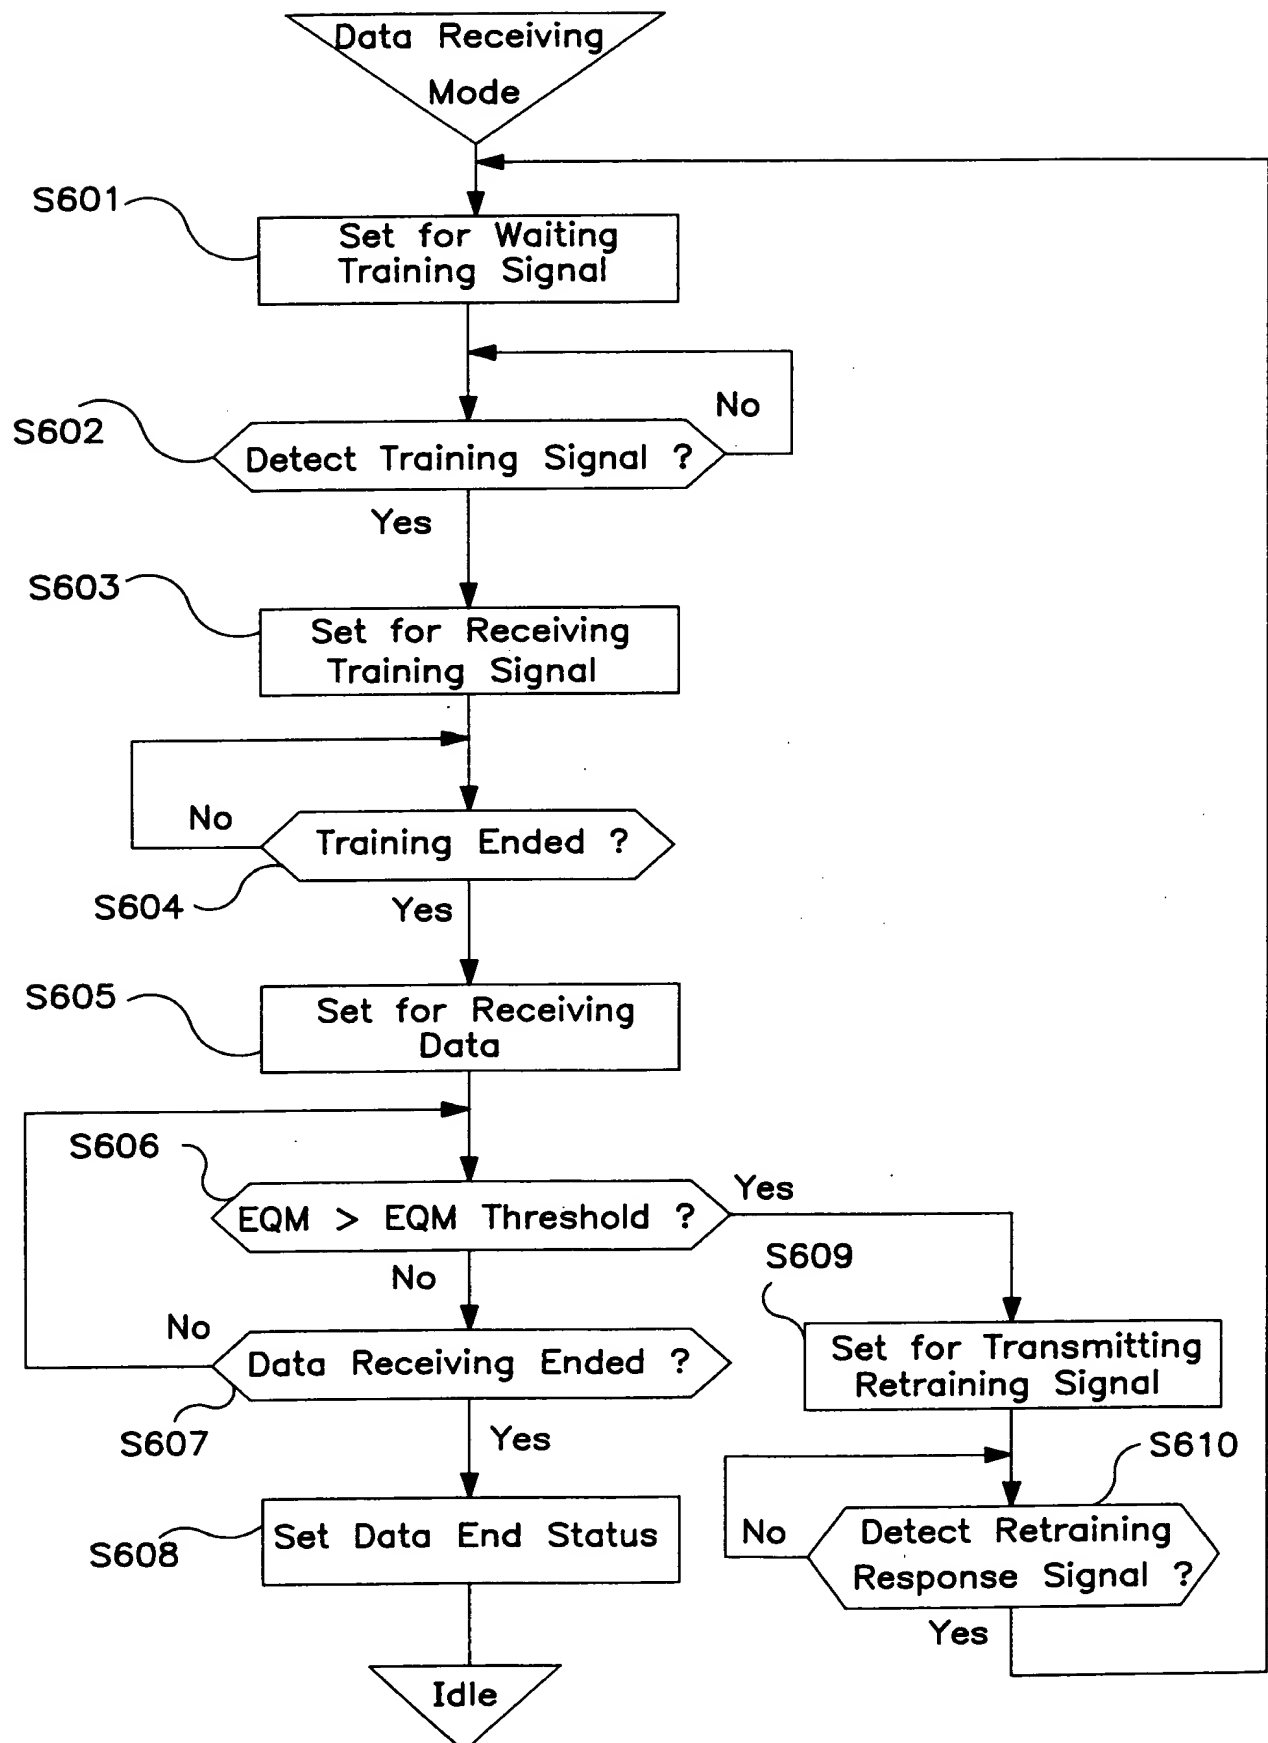 Data Receiving
Mode
S601
Set for Waiting
Training Signal
No
S602
Detect Training Signal ?
Yes
S603
Set for Receiving
Training Signal
No
Training Ended ?
S604
Yes
S605
Set for Receiving
Data
S606
EQM > EQM Threshold ?
Yes
No
S609
Set for Transmitting
Retraining Signal
No
Data Receiving Ended ?
S607
Yes
S610
No
Detect Retraining
Response Signal ?
Yes
S608
Set Data End Status
Idle